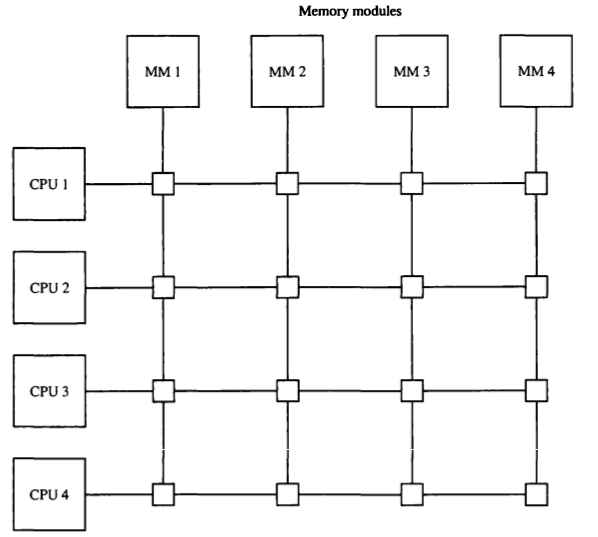 Memory modules
MM 1 MM 2 MM 3 MM 4
CPU 1
CPU 2
CPU 3
CPU 4